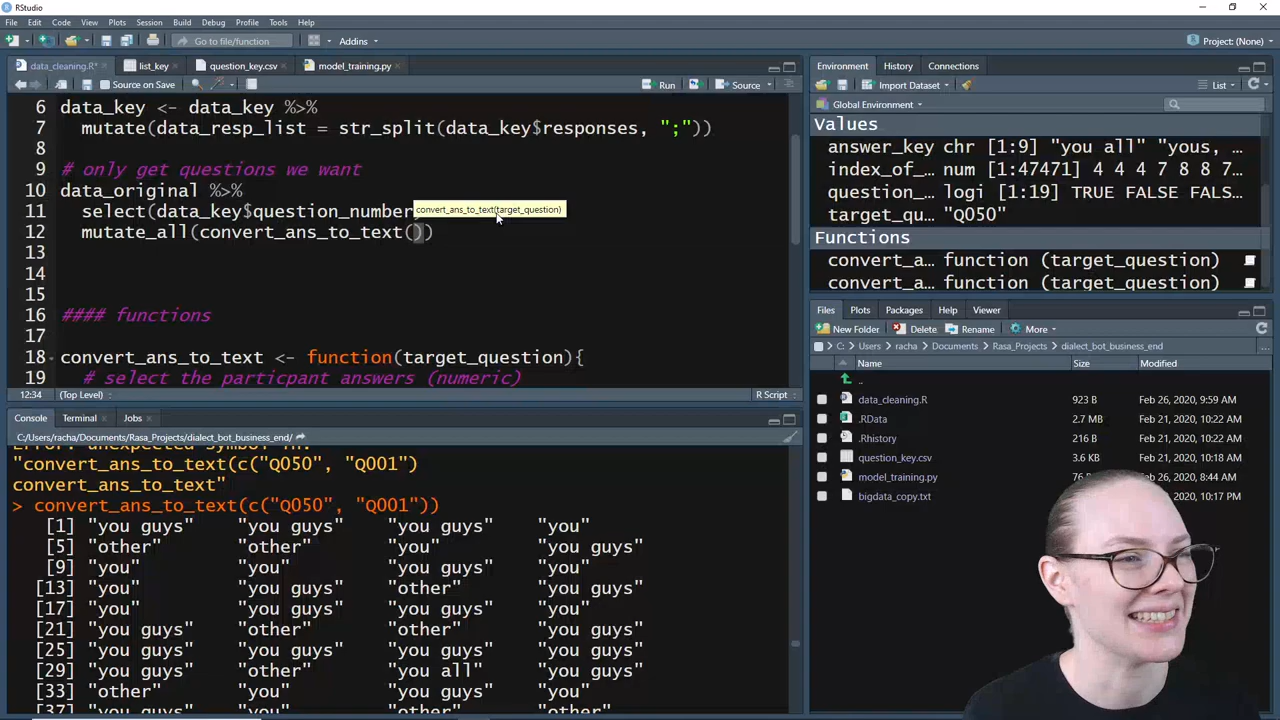 RStudio
File Edit Code View Plots Session Build Debug Profile Tools Help
Go to file/function Addins Project: (None)
data_cleaning.R* list_key question_key.csv model_training.py
Source on Save Run Source
6 data_key <- data_key %>%
7 mutate(data_resp_list = str_split(data_key$responses, ";"))
8
9 # only get questions we want
10 data_original %>%
11 select(data_key$question_number
convert_ans_to_text(target_question)
12 mutate_all(convert_ans_to_text())
13
14
15
16 #### functions
17
18 convert_ans_to_text <- function(target_question){
19 # select the particpant answers (numeric)
12:34 (Top Level) R Script
Console Terminal Jobs
C:/Users/racha/Documents/Rasa_Projects/dialect_bot_business_end/
Error: unexpected symbol in:
"convert_ans_to_text(c("Q050", "Q001")
convert_ans_to_text"
> convert_ans_to_text(c("Q050", "Q001"))
[1] "you guys" "you guys" "you guys" "you"
[5] "other" "other" "you" "you guys"
[9] "you" "you" "you guys" "you"
[13] "you" "you guys" "other" "you"
[17] "you" "you guys" "you guys" "you"
[21] "you guys" "other" "other" "you guys"
[25] "you guys" "you guys" "you guys" "you guys"
[29] "you guys" "other" "you all" "you guys"
[33] "other" "you" "you guys" "you"
[37] "you guys" "you" "other" "other"
Environment History Connections
Import Dataset List
Global Environment
Values
answer_key chr [1:9] "you all" "yous, …
index_of_… num [1:47471] 4 4 4 7 8 8 7…
question_… logi [1:19] TRUE FALSE FALS…
target_qu… "Q050"
Functions
convert_a… function (target_question)
convert_a… function (target_question)
Files Plots Packages Help Viewer
New Folder Delete Rename More
C: Users racha Documents Rasa_Projects dialect_bot_business_end
Name Size Modified
..
data_cleaning.R 923 B Feb 26, 2020, 9:59 AM
.RData 2.7 MB Feb 21, 2020, 10:22 AM
.Rhistory 216 B Feb 21, 2020, 10:22 AM
question_key.csv 3.6 KB Feb 21, 2020, 10:18 AM
model_training.py 76 B Feb 26, 2020, 8:44 AM
bigdata_copy.txt 2020, 10:17 PM